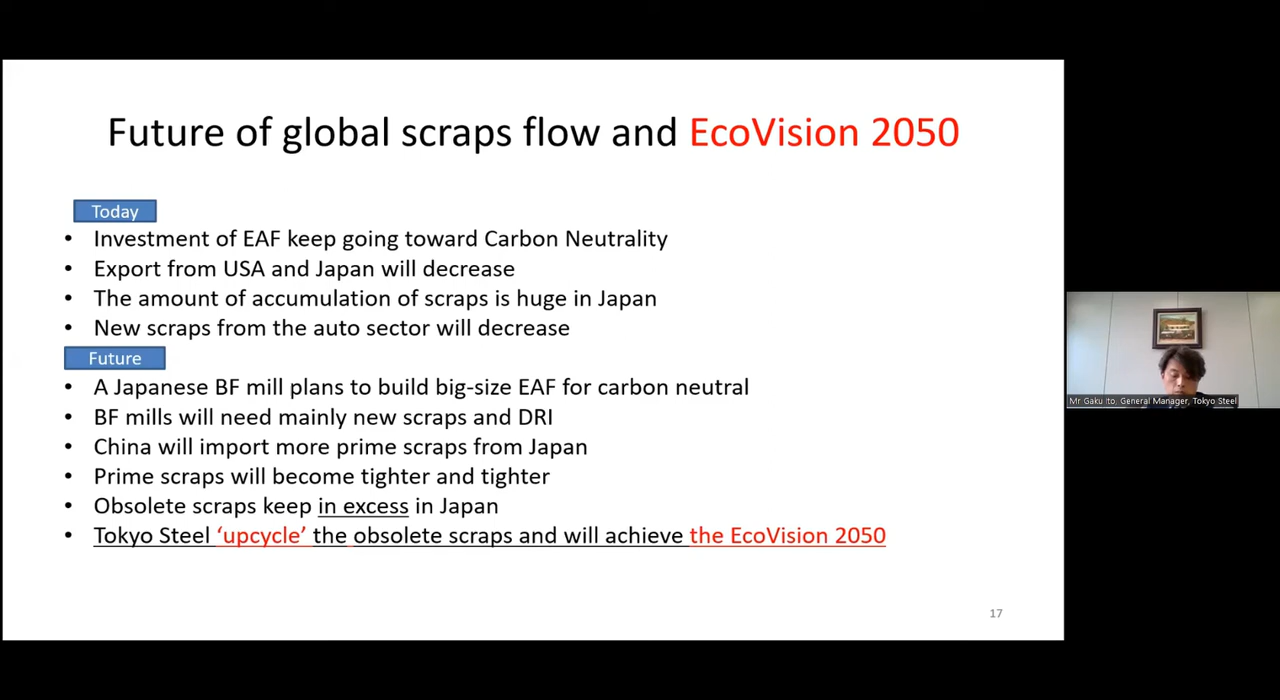 Future of global scraps flow and EcoVision 2050
Today
• Investment of EAF keep going toward Carbon Neutrality
• Export from USA and Japan will decrease
• The amount of accumulation of scraps is huge in Japan
• New scraps from the auto sector will decrease
Future
• A Japanese BF mill plans to build big-size EAF for carbon neutral
• BF mills will need mainly new scraps and DRI
• China will import more prime scraps from Japan
• Prime scraps will become tighter and tighter
• Obsolete scraps keep in excess in Japan
• Tokyo Steel ‘upcycle’ the obsolete scraps and will achieve the EcoVision 2050
17
Mr Gaku Ito, General Manager, Tokyo Steel